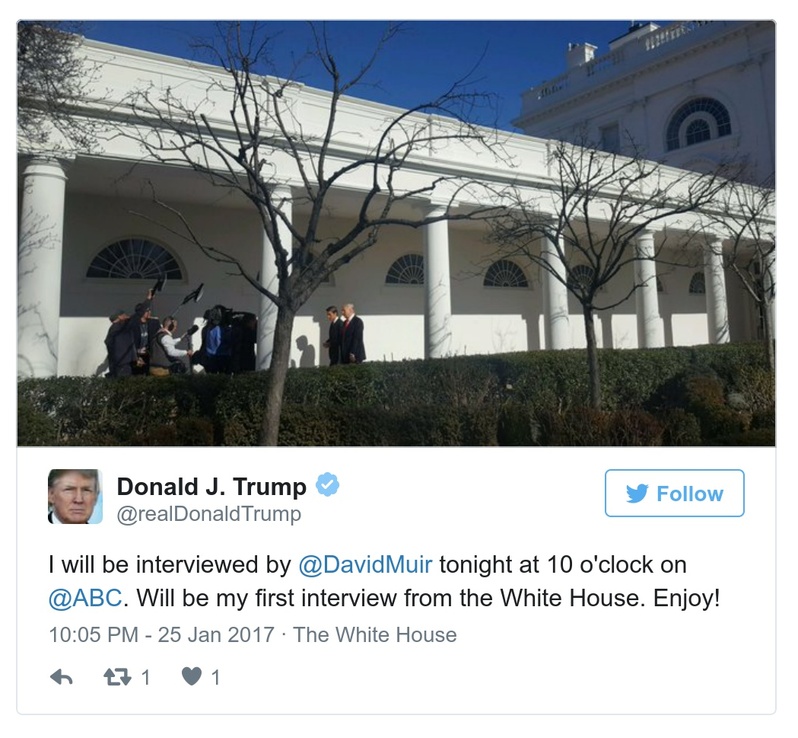 Donald J. Trump
@realDonaldTrump
Follow
I will be interviewed by @DavidMuir tonight at 10 o'clock on
@ABC. Will be my first interview from the White House. Enjoy!
10:05 PM - 25 Jan 2017 · The White House
1 1